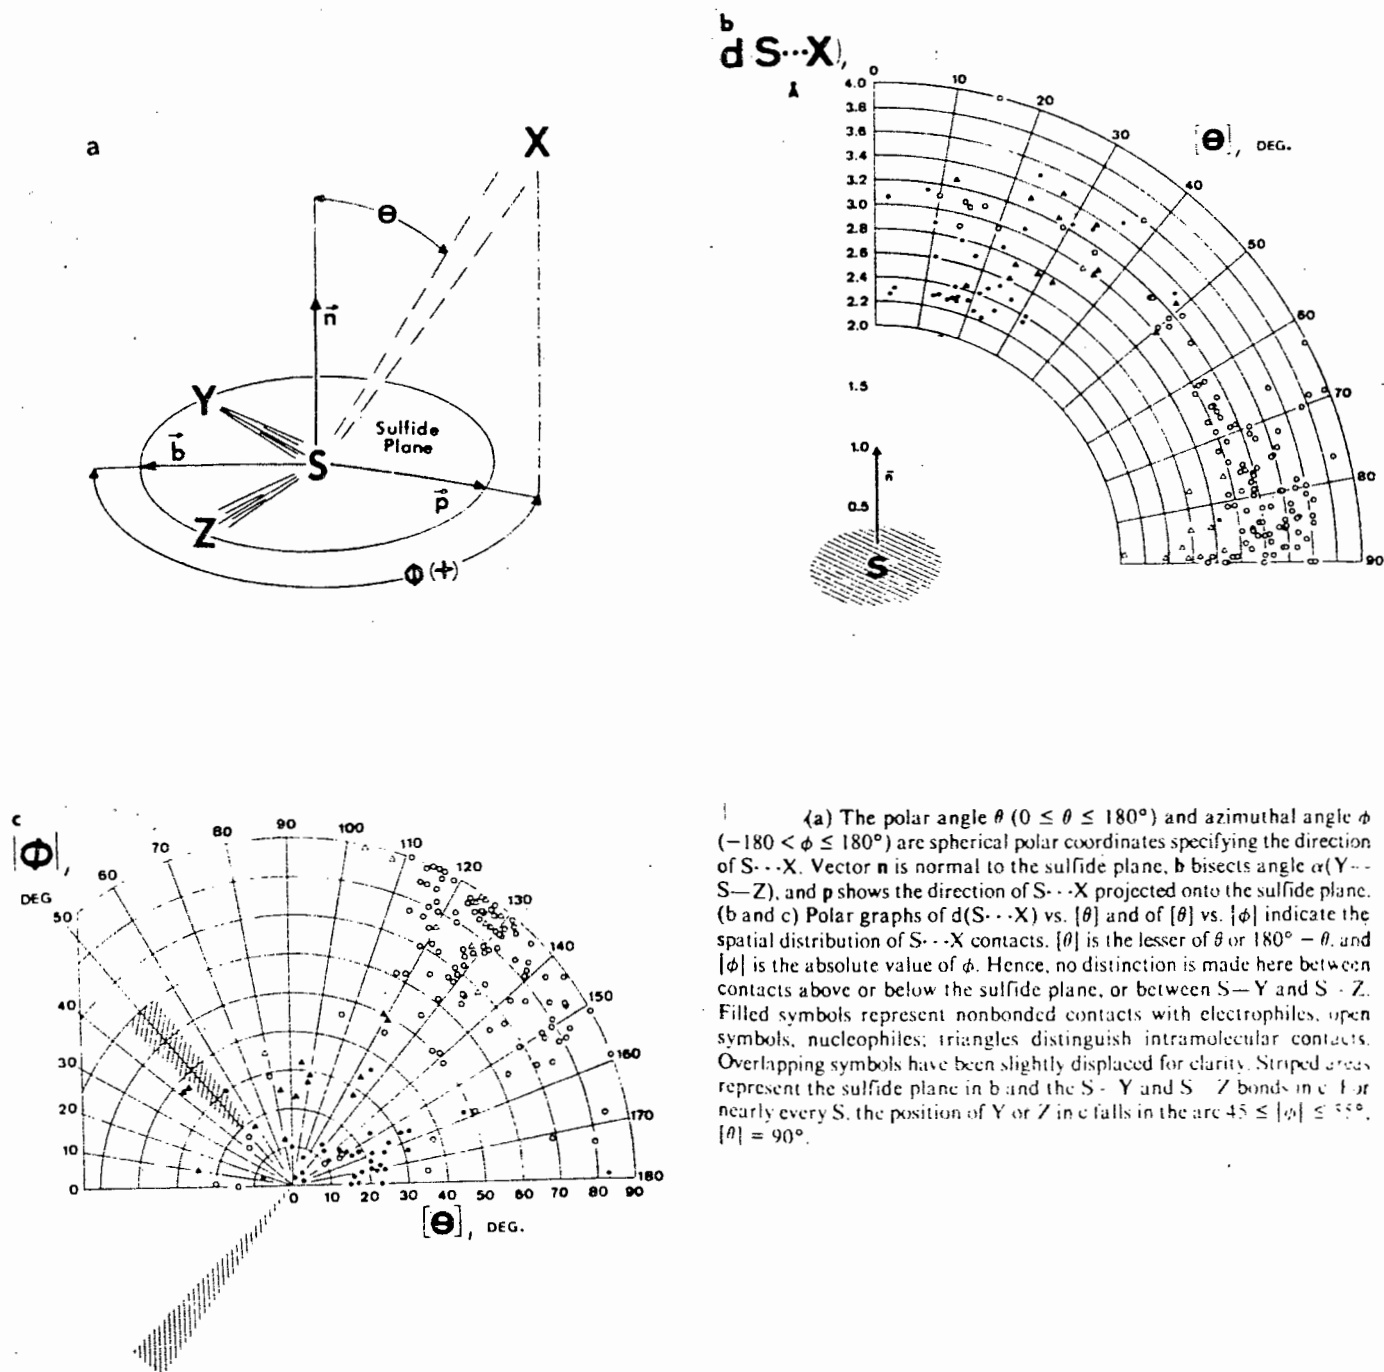 a
X
Θ
n
Y
Sulfide
Plane
b
S
p
Z
Φ(+)
b
d S···X),
Å
0
10
20
30
[Θ], DEG.
40
50
60
70
80
90
4.0
3.8
3.6
3.4
3.2
3.0
2.8
2.6
2.4
2.2
2.0
1.5
1.0
n
0.5
S
c
|Φ|,
DEG
0
10
20
30
40
50
60
70
80
90
100
110
120
130
140
150
160
170
180
0 10 20 30 40 50 60 70 80 90
[Θ], DEG.
(a) The polar angle θ (0 ≤ θ ≤ 180°) and azimuthal angle φ
(−180 < φ ≤ 180°) are spherical polar coordinates specifying the direction
of S···X. Vector n is normal to the sulfide plane, b bisects angle α(Y—
S—Z), and p shows the direction of S···X projected onto the sulfide plane.
(b and c) Polar graphs of d(S···X) vs. [θ] and of [θ] vs. |φ| indicate the
spatial distribution of S···X contacts. [θ] is the lesser of θ or 180° − θ, and
|φ| is the absolute value of φ. Hence, no distinction is made here between
contacts above or below the sulfide plane, or between S—Y and S-Z.
Filled symbols represent nonbonded contacts with electrophiles, open
symbols, nucleophiles; triangles distinguish intramolecular contacts.
Overlapping symbols have been slightly displaced for clarity. Striped areas
represent the sulfide plane in b and the S-Y and S-Z bonds in c. For
nearly every S, the position of Y or Z in c falls in the arc 45 ≤ |φ| ≤ 55°,
[θ] = 90°.